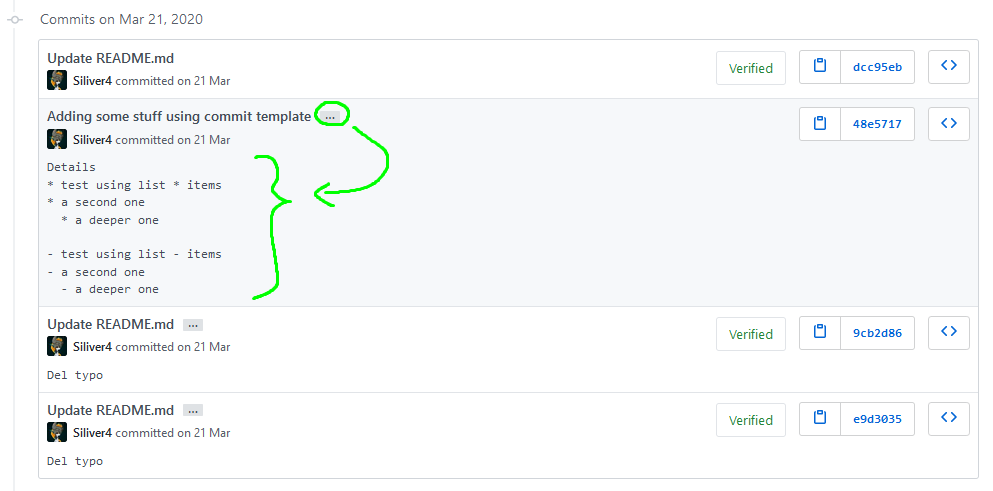 Commits on Mar 21, 2020
Update README.md
Siliver4 committed on 21 Mar
Verified
dcc95eb
Adding some stuff using commit template ...
Siliver4 committed on 21 Mar
48e5717
Details
* test using list * items
* a second one
  * a deeper one
- test using list - items
- a second one
  - a deeper one
Update README.md ...
Siliver4 committed on 21 Mar
Verified
9cb2d86
Del typo
Update README.md ...
Siliver4 committed on 21 Mar
Verified
e9d3035
Del typo